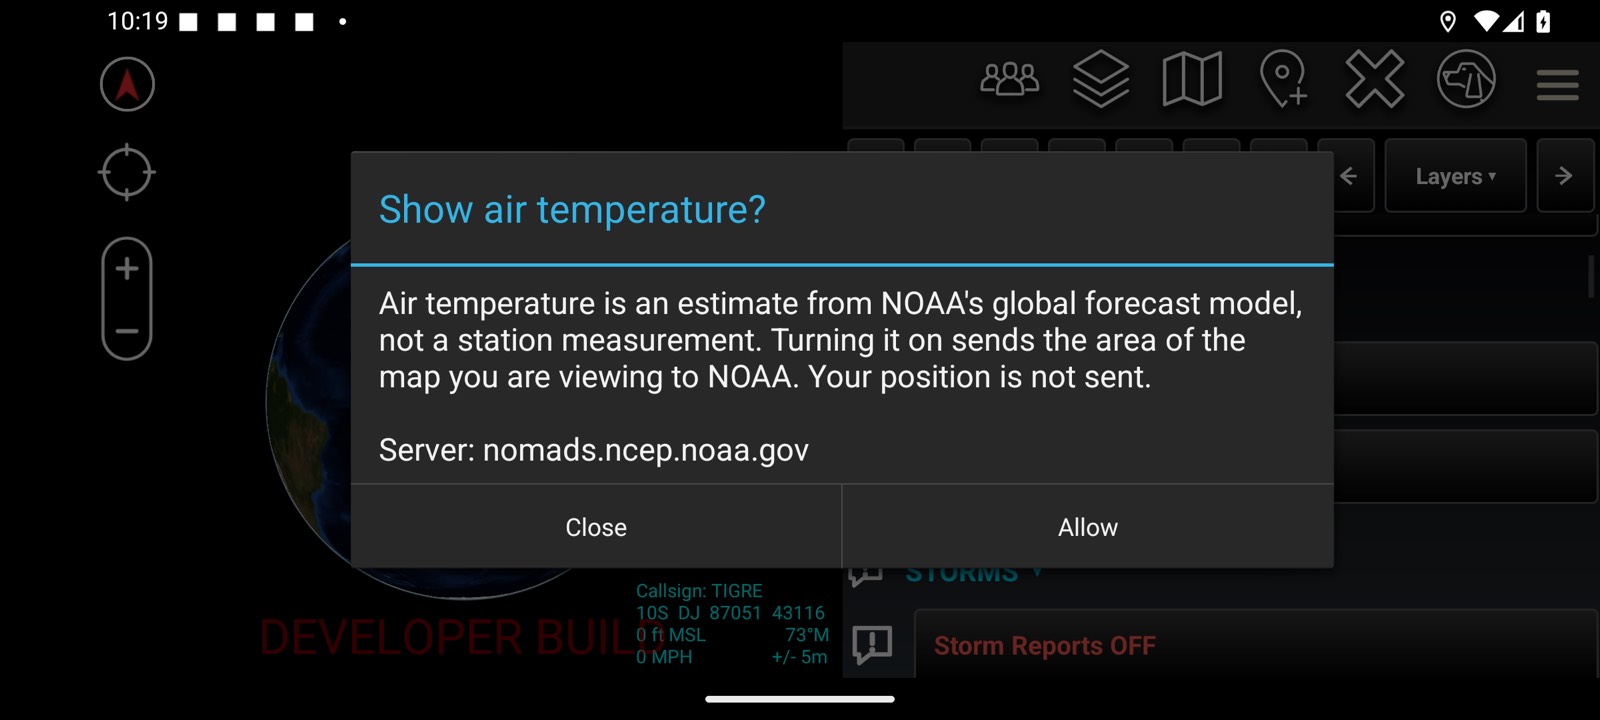 10:19
Layers ▾
Show air temperature?
Air temperature is an estimate from NOAA's global forecast model,
not a station measurement. Turning it on sends the area of the
map you are viewing to NOAA. Your position is not sent.
Server: nomads.ncep.noaa.gov
Close
Allow
STORMS ▾
Callsign: TIGRE
10S DJ 87051 43116
0 ft MSL 73°M
0 MPH +/- 5m
DEVELOPER BUILD
Storm Reports OFF